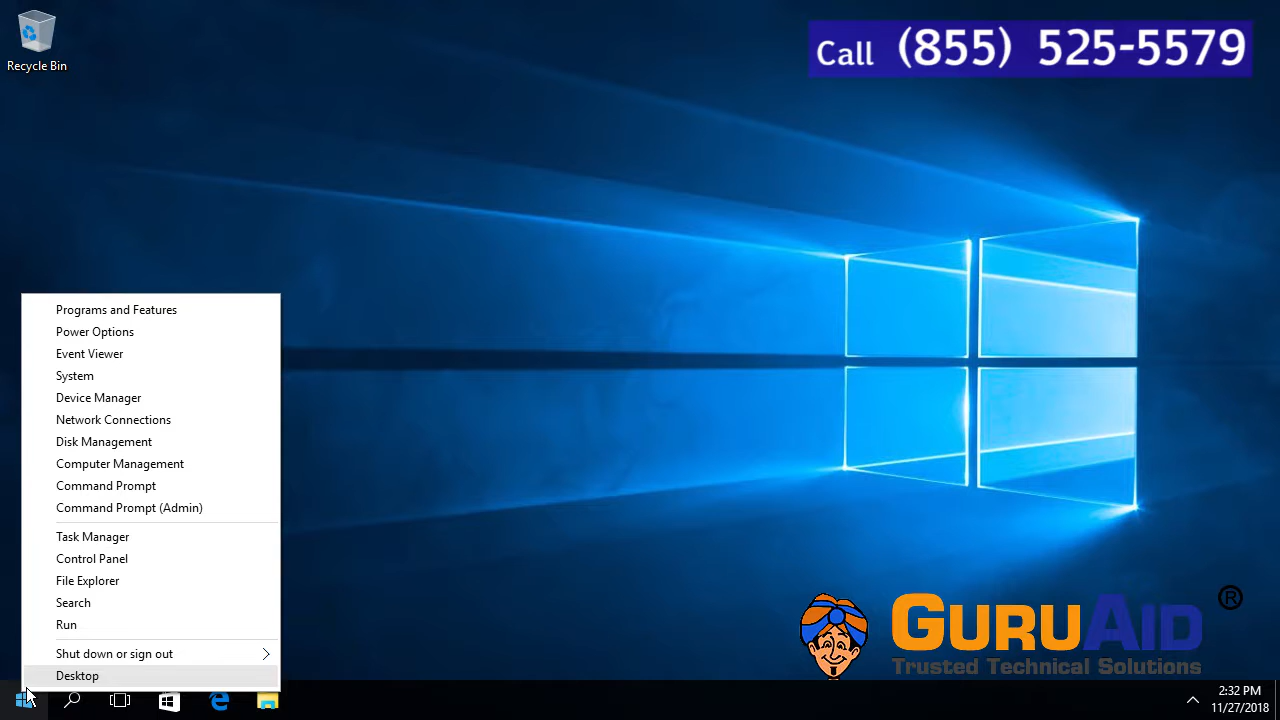 Recycle Bin
Call (855) 525-5579
Programs and Features
Power Options
Event Viewer
System
Device Manager
Network Connections
Disk Management
Computer Management
Command Prompt
Command Prompt (Admin)
Task Manager
Control Panel
File Explorer
Search
Run
Shut down or sign out
Desktop
GURUAID ®
Trusted Technical Solutions
2:32 PM
11/27/2018